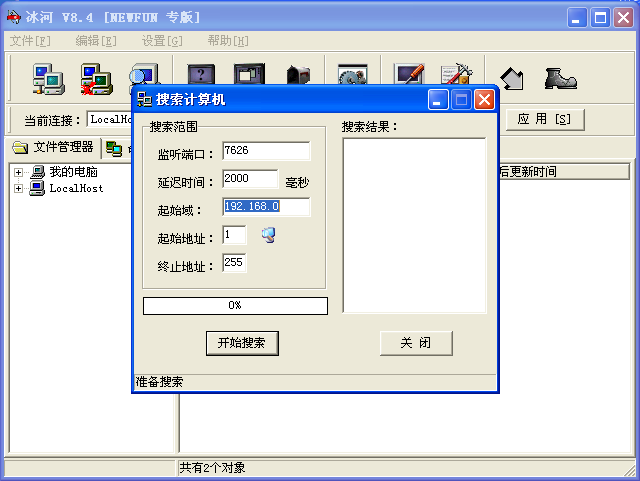 冰河 V8.4 [NEWFUN 专版]
文件[F] 编辑[E] 设置[G] 帮助[H]
当前连接： LocalHo
应 用 [S]
文件管理器
后更新时间
我的电脑
LocalHost
共有2个对象
搜索计算机
搜索范围
监听端口： 7626
延迟时间： 2000 毫秒
起始域： 192.168.0
起始地址： 1
终止地址： 255
0%
开始搜索
搜索结果：
关 闭
准备搜索